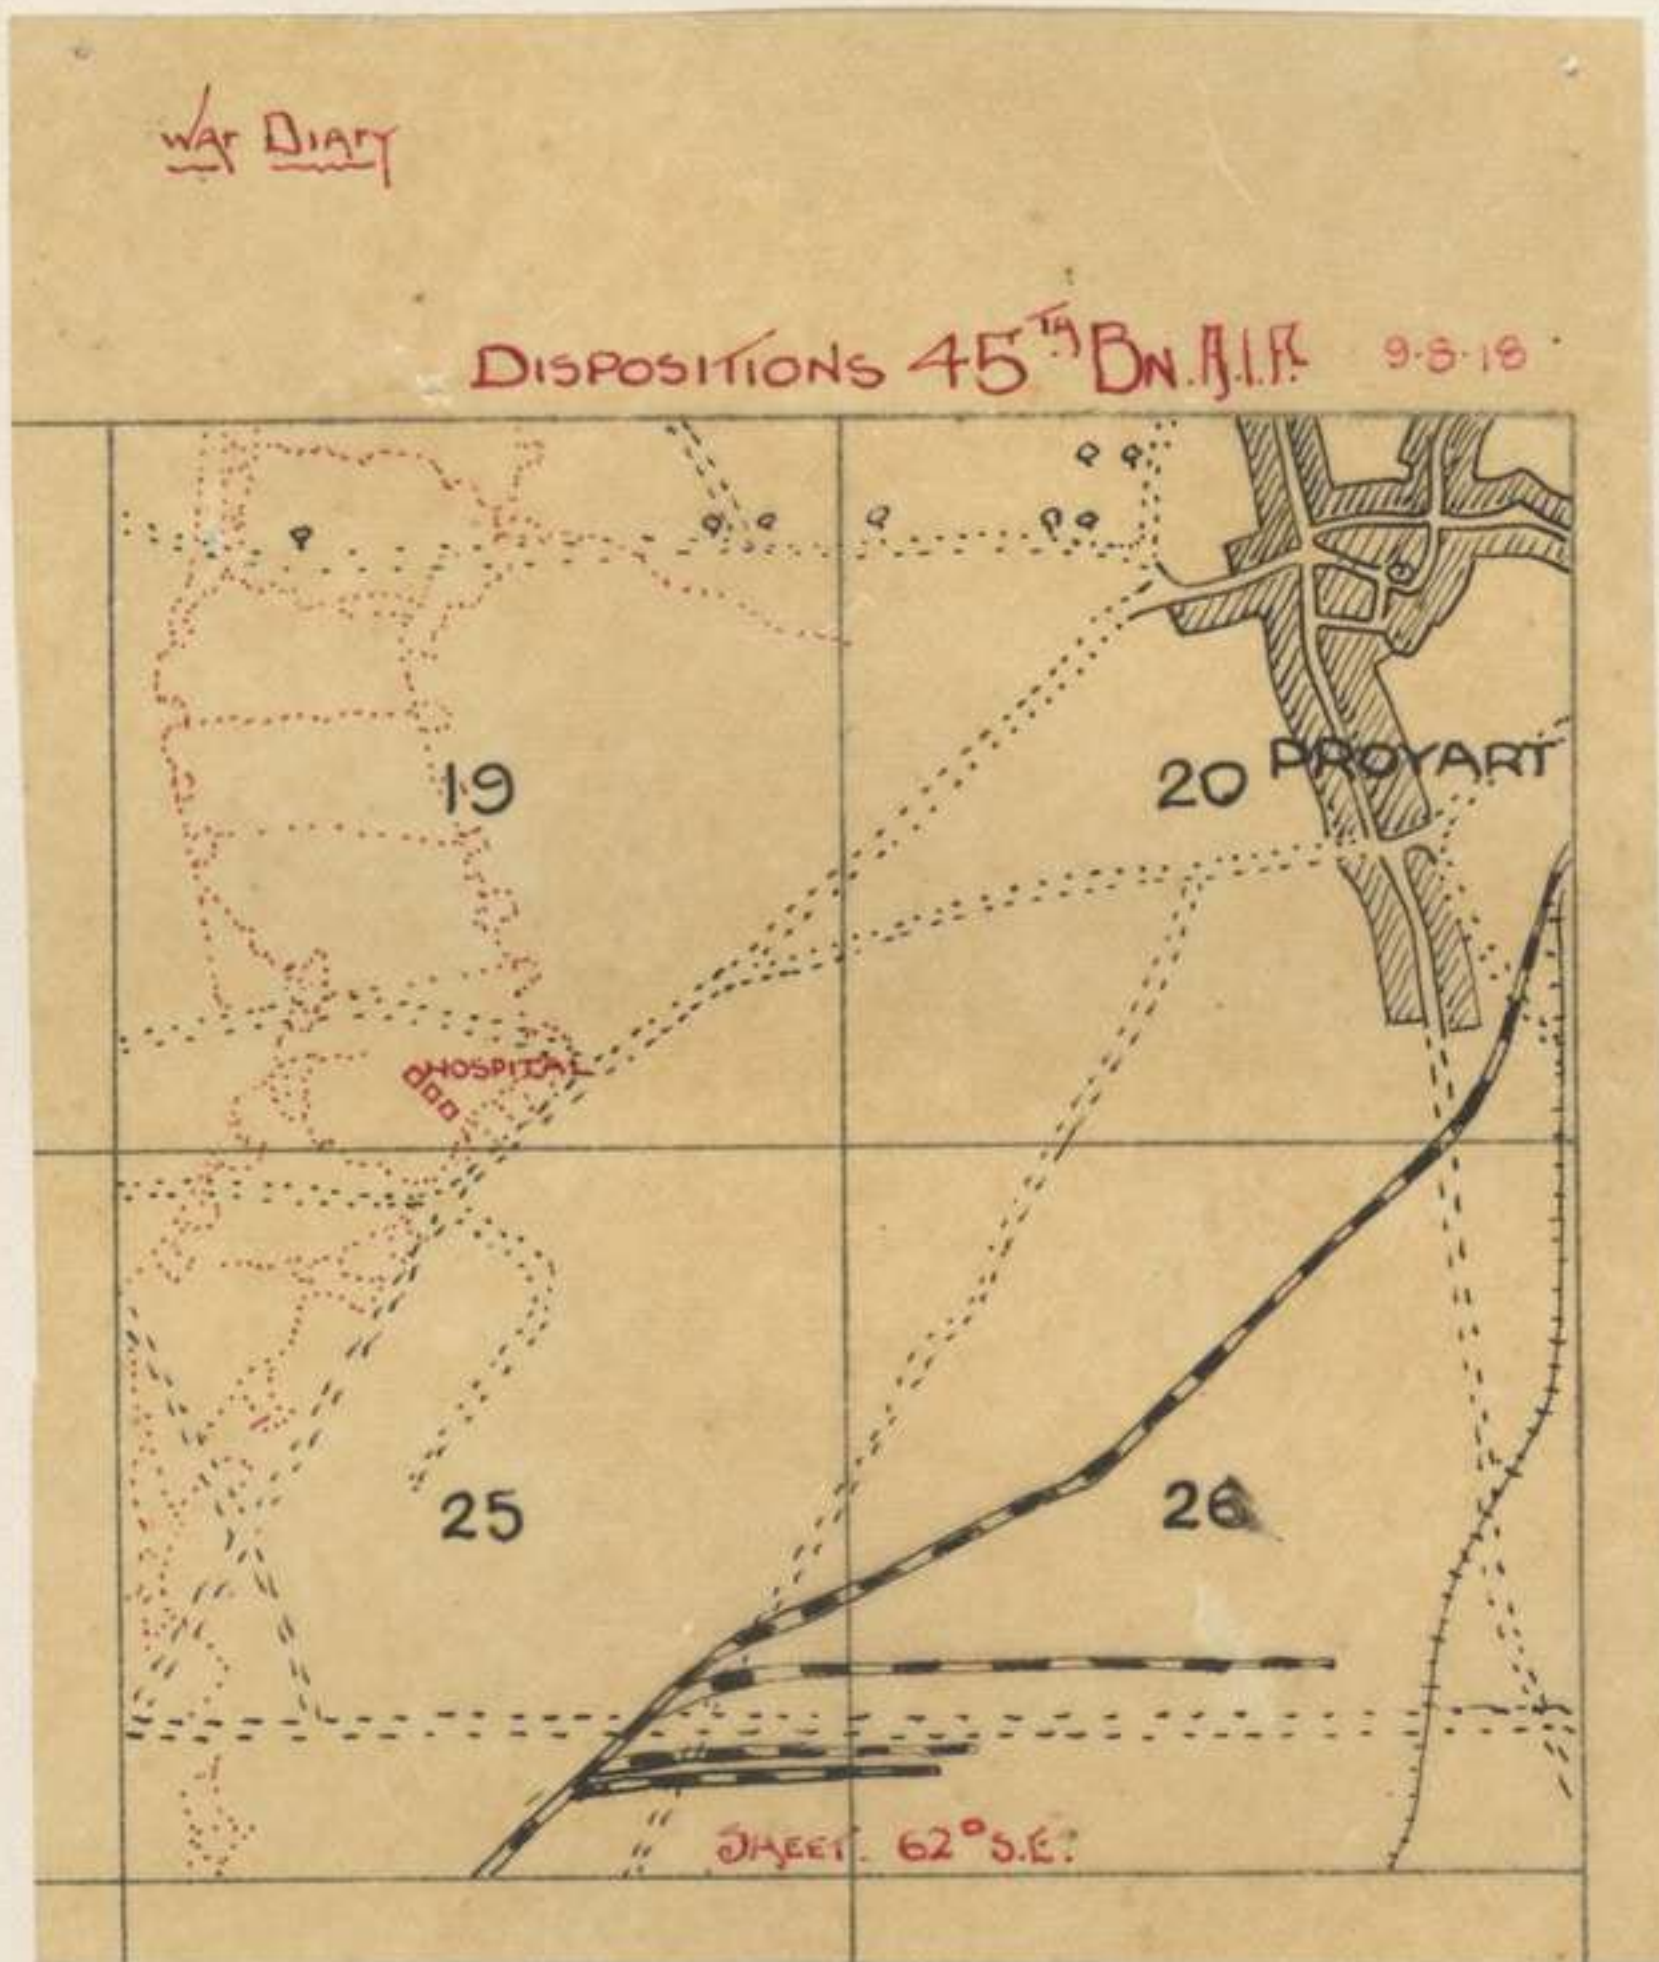 War Diary
DISPOSITIONS 45TH BN. A.I.F. 9.8.18
19
20 PROYART
HOSPITAL
25
26
SHEET. 62D S.E.